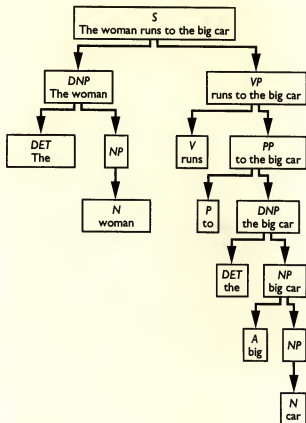 S
The woman runs to the big car
DNP
The woman
VP
runs to the big car
DET
The
NP
V
runs
PP
to the big car
N
woman
P
to
DNP
the big car
DET
the
NP
big car
A
big
NP
N
car